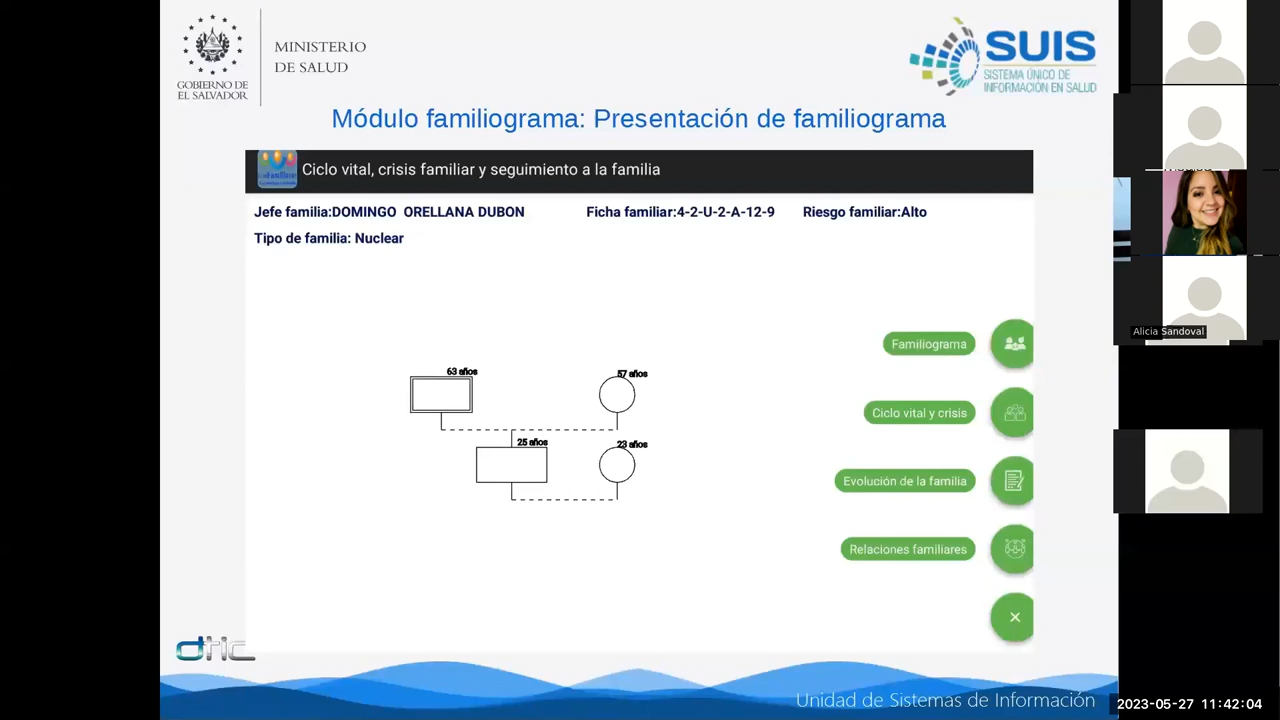 GOBIERNO DE
EL SALVADOR
MINISTERIO
DE SALUD
SUIS
SISTEMA ÚNICO DE
INFORMACIÓN EN SALUD
Módulo familiograma: Presentación de familiograma
Ciclo vital, crisis familiar y seguimiento a la familia
Jefe familia:DOMINGO ORELLANA DUBON
Ficha familiar:4-2-U-2-A-12-9
Riesgo familiar:Alto
Tipo de familia: Nuclear
63 años
57 años
25 años
23 años
Familiograma
Ciclo vital y crisis
Evolución de la familia
Relaciones familiares
dtic
Unidad de Sistemas de Información
Alicia Sandoval
2023-05-27 11:42:04